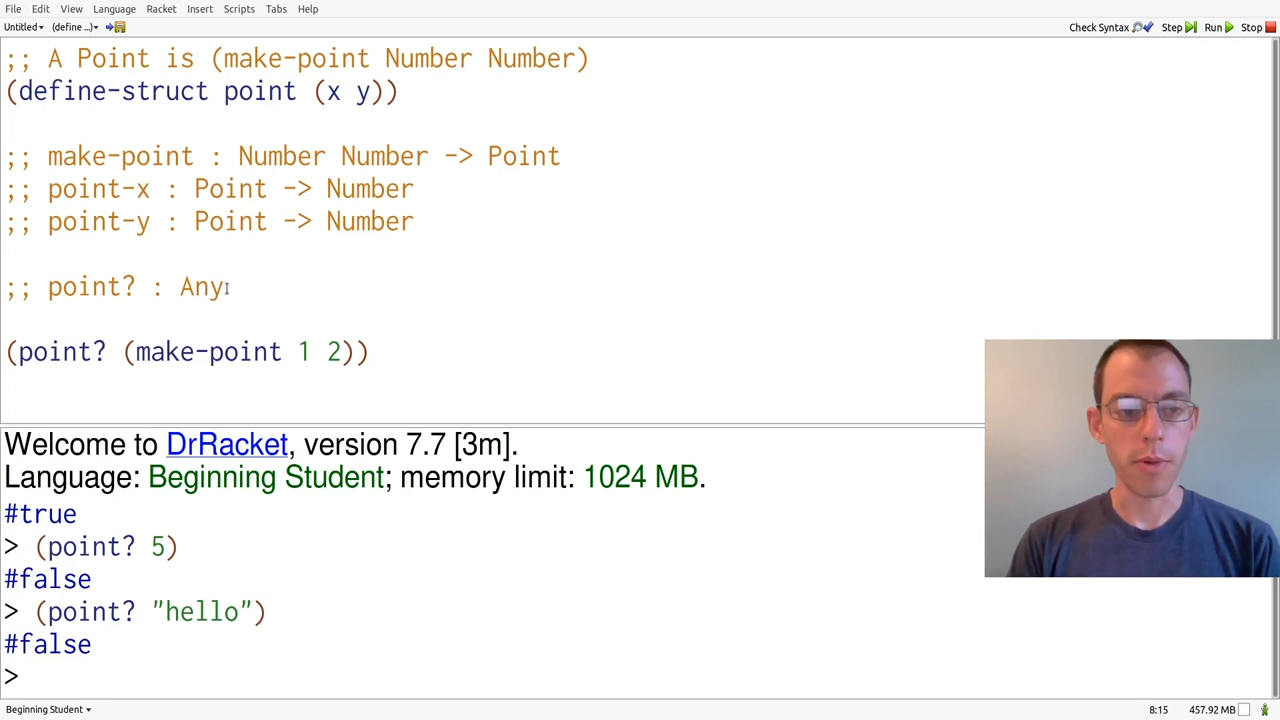 File Edit View Language Racket Insert Scripts Tabs Help
Untitled (define ...) Check Syntax Step Run Stop
;; A Point is (make-point Number Number)
(define-struct point (x y))
;; make-point : Number Number -> Point
;; point-x : Point -> Number
;; point-y : Point -> Number
;; point? : Any
(point? (make-point 1 2))
Welcome to DrRacket, version 7.7 [3m].
Language: Beginning Student; memory limit: 1024 MB.
#true
> (point? 5)
#false
> (point? "hello")
#false
>
Beginning Student 8:15 457.92 MB